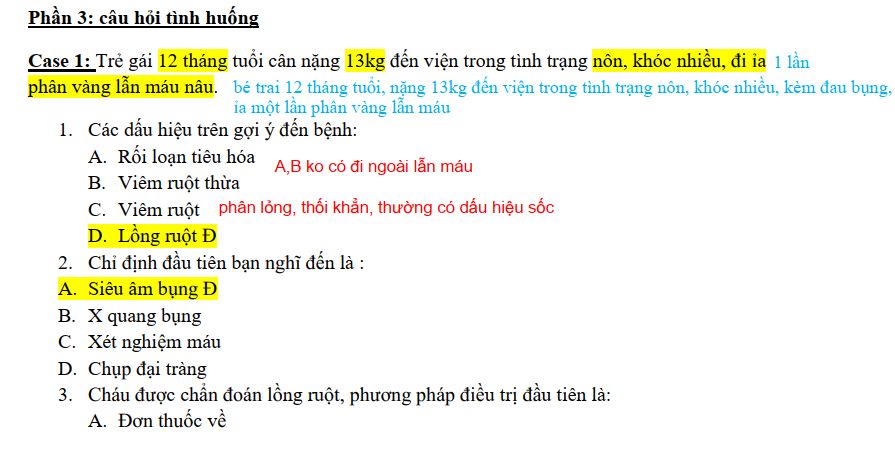 Phần 3: câu hỏi tình huống
Case 1: Trẻ gái 12 tháng tuổi cân nặng 13kg đến viện trong tình trạng nôn, khóc nhiều, đi ỉa 1 lần
phân vàng lẫn máu nâu. bé trai 12 tháng tuổi, nặng 13kg đến viện trong tình trạng nôn, khóc nhiều, kèm đau bụng,
ỉa một lần phân vàng lẫn máu
1. Các dấu hiệu trên gợi ý đến bệnh:
A. Rối loạn tiêu hóa
A,B ko có đi ngoài lẫn máu
B. Viêm ruột thừa
C. Viêm ruột phân lỏng, thối khẳn, thường có dấu hiệu sốc
D. Lồng ruột Đ
2. Chỉ định đầu tiên bạn nghĩ đến là :
A. Siêu âm bụng Đ
B. X quang bụng
C. Xét nghiệm máu
D. Chụp đại tràng
3. Cháu được chẩn đoán lồng ruột, phương pháp điều trị đầu tiên là:
A. Đơn thuốc về